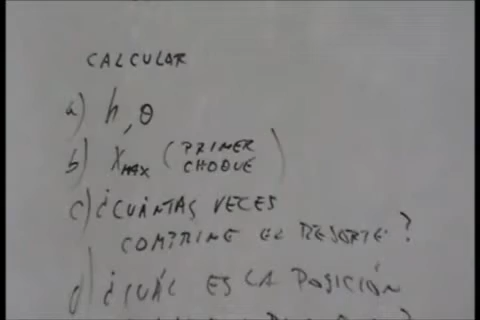 CALCULAR
a) h, θ
b) Xmax (PRIMER CHOQUE)
c) ¿CUÁNTAS VECES
COMPRIME EL RESORTE?
d) ¿CUÁL ES LA POSICIÓN
?